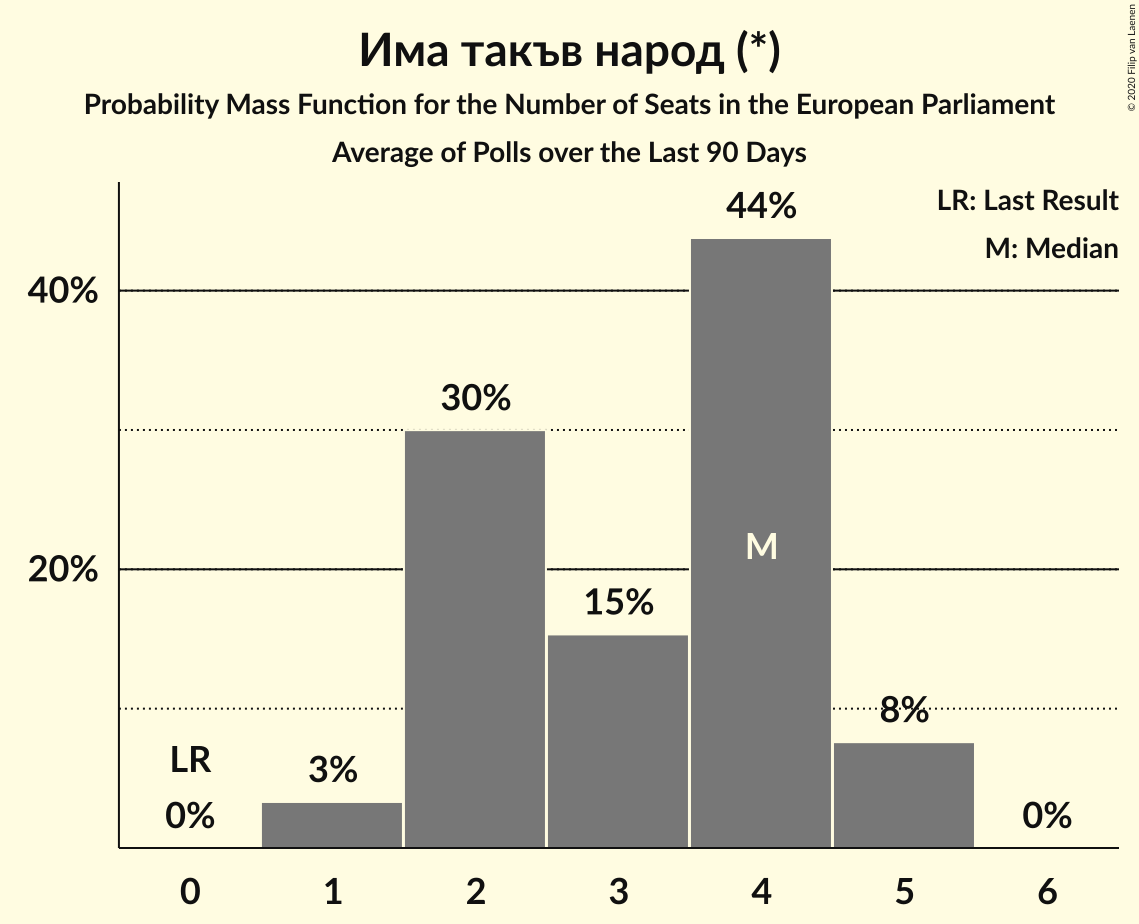 Има такъв народ (*)
Probability Mass Function for the Number of Seats in the European Parliament
Average of Polls over the Last 90 Days
© 2020 Filip van Laenen
LR: Last Result
M: Median
44%
40%
30%
M
20%
15%
8%
LR
3%
0%
0%
0 1 2 3 4 5 6